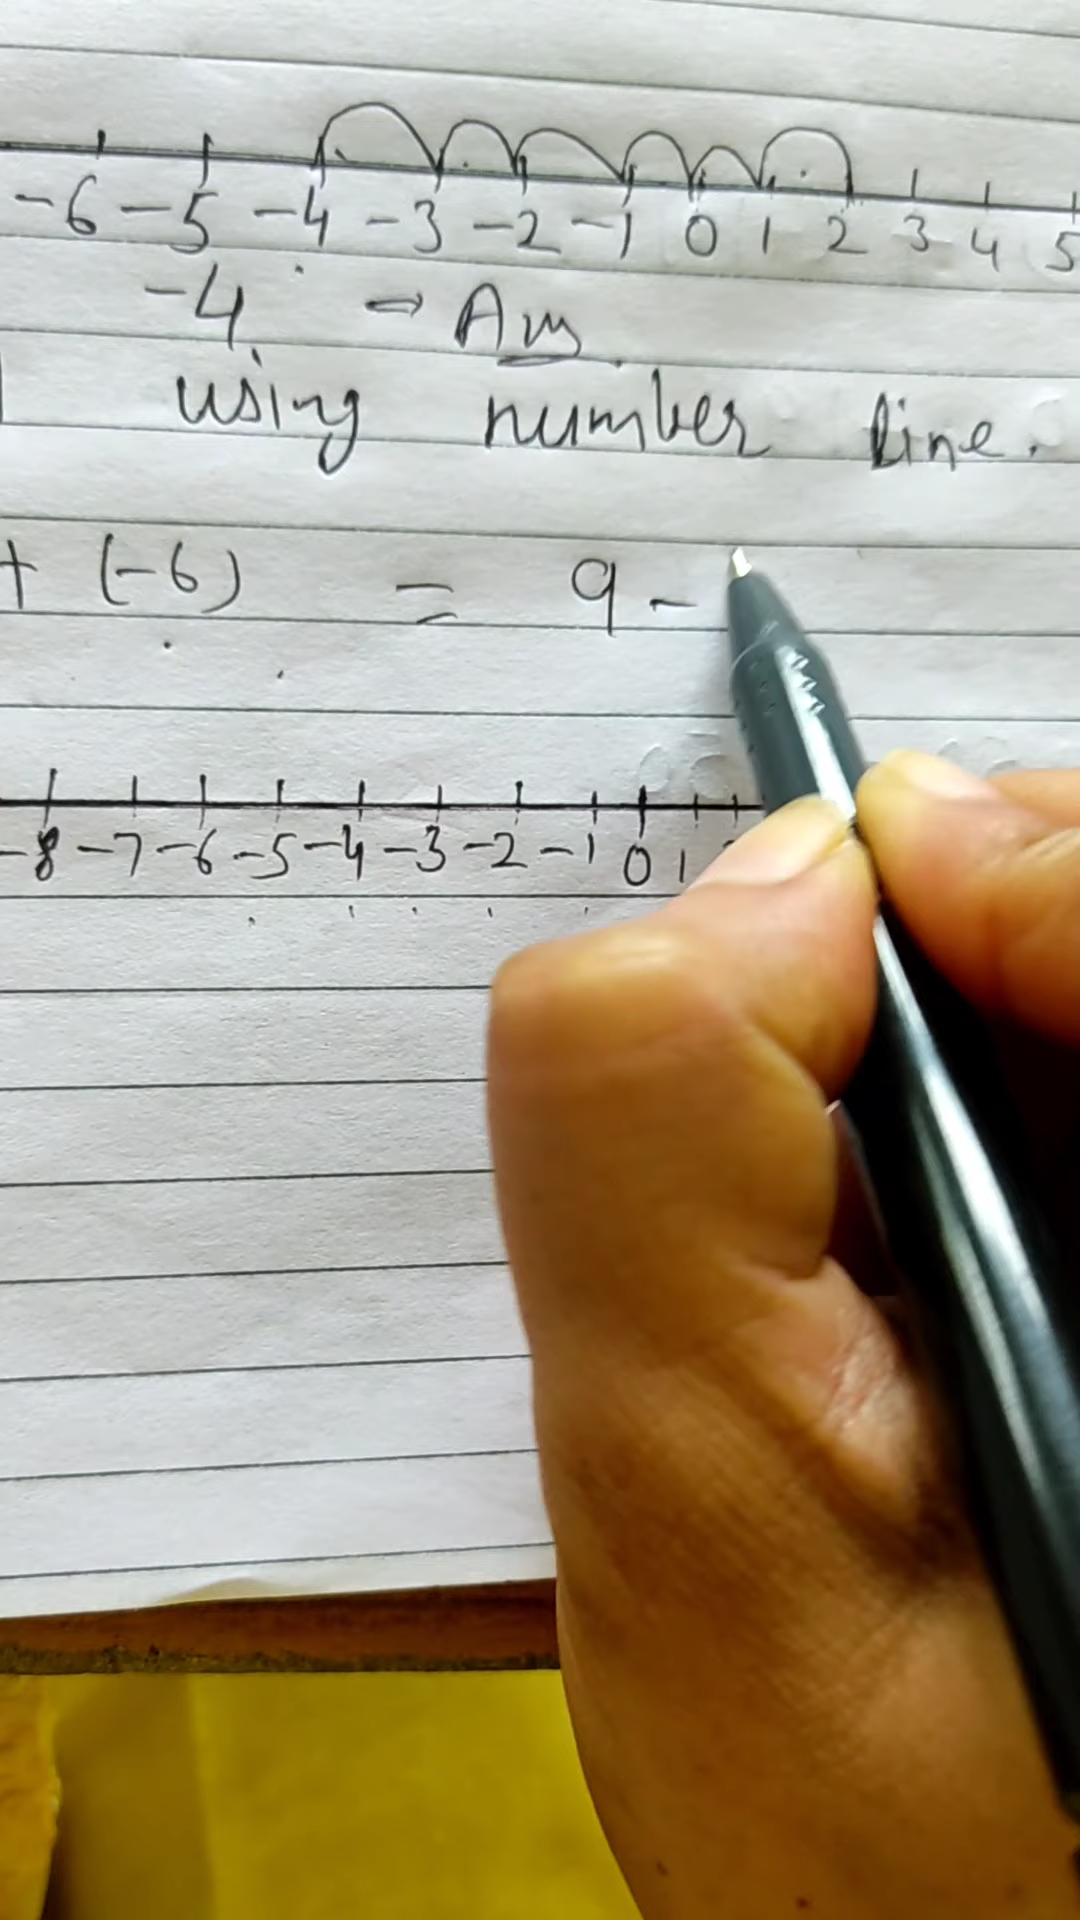 -6 -5 -4 -3 -2 -1 0 1 2 3 4 5
-4 → Ans.
using number line.
+ (-6) = 9 -
-8 -7 -6 -5 -4 -3 -2 -1 0 1